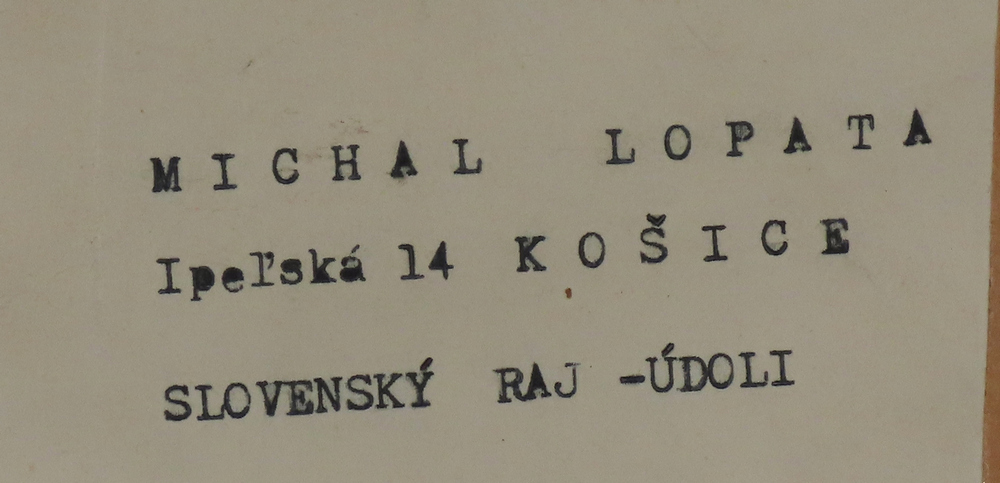 MICHAL LOPATA
Ipeľská 14 KOŠICE
SLOVENSKÝ RAJ -ÚDOLI